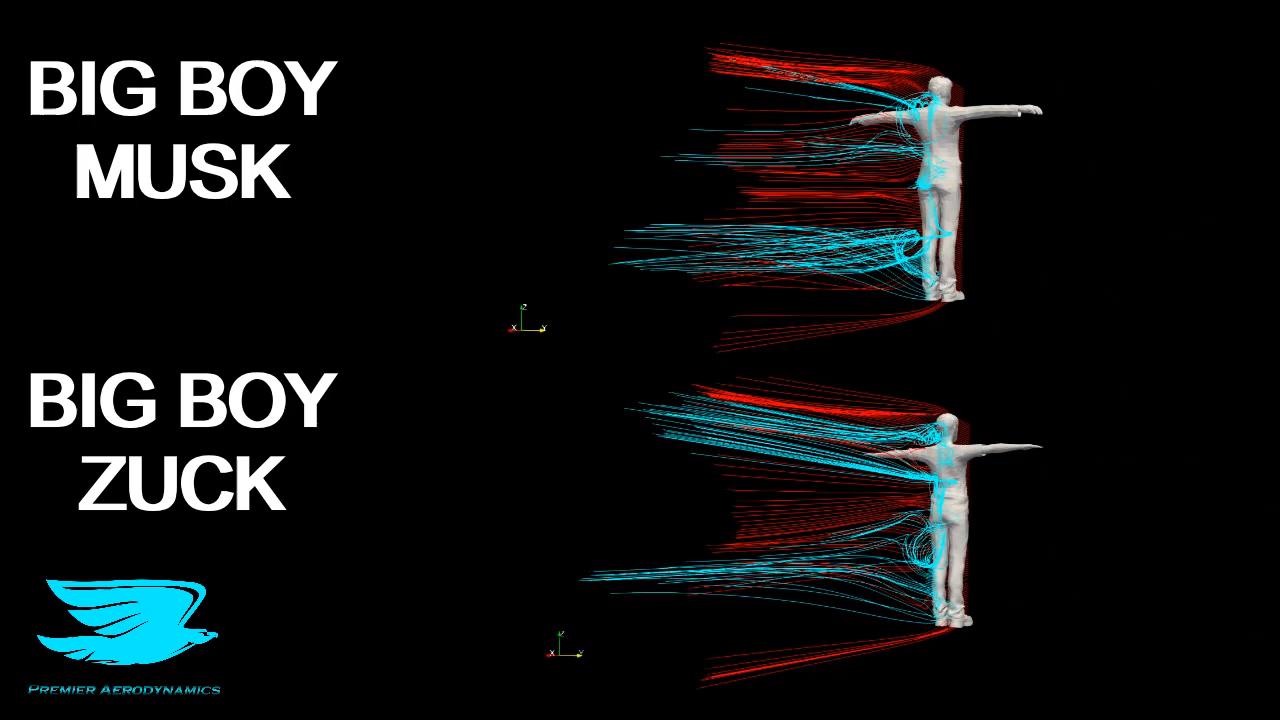 BIG BOY
MUSK
Z
X
Y
BIG BOY
ZUCK
Z
X
Y
PREMIER AERODYNAMICS